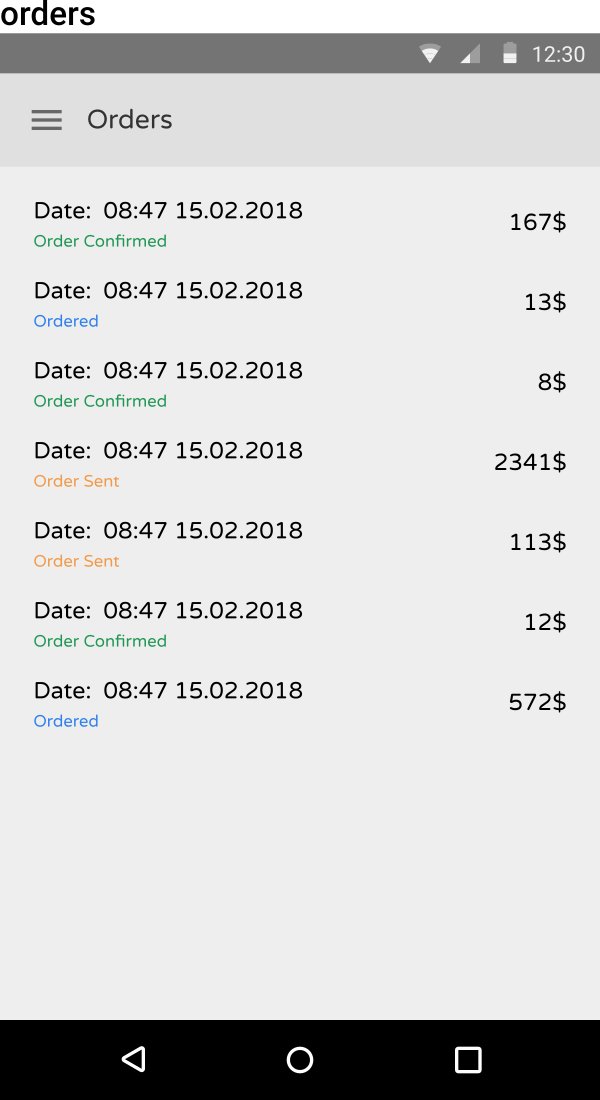 orders
12:30
Orders
Date: 08:47 15.02.2018
167$
Order Confirmed
Date: 08:47 15.02.2018
13$
Ordered
Date: 08:47 15.02.2018
8$
Order Confirmed
Date: 08:47 15.02.2018
2341$
Order Sent
Date: 08:47 15.02.2018
113$
Order Sent
Date: 08:47 15.02.2018
12$
Order Confirmed
Date: 08:47 15.02.2018
572$
Ordered